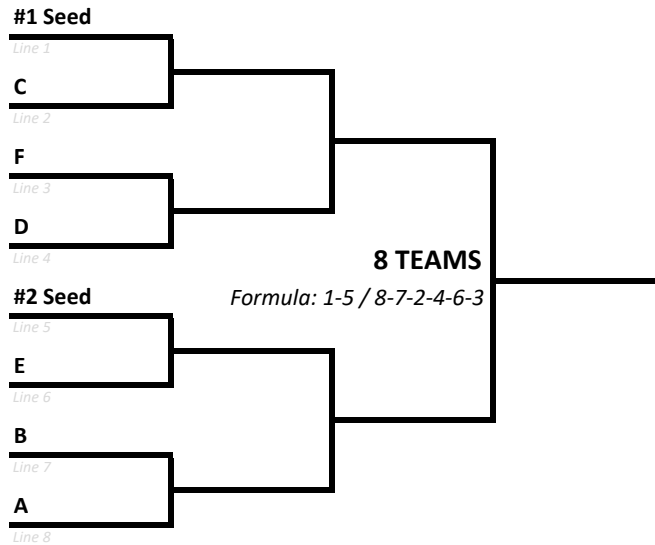 #1 Seed
Line 1
C
Line 2
F
Line 3
D
Line 4
8 TEAMS
#2 Seed
Formula: 1-5 / 8-7-2-4-6-3
Line 5
E
Line 6
B
Line 7
A
Line 8